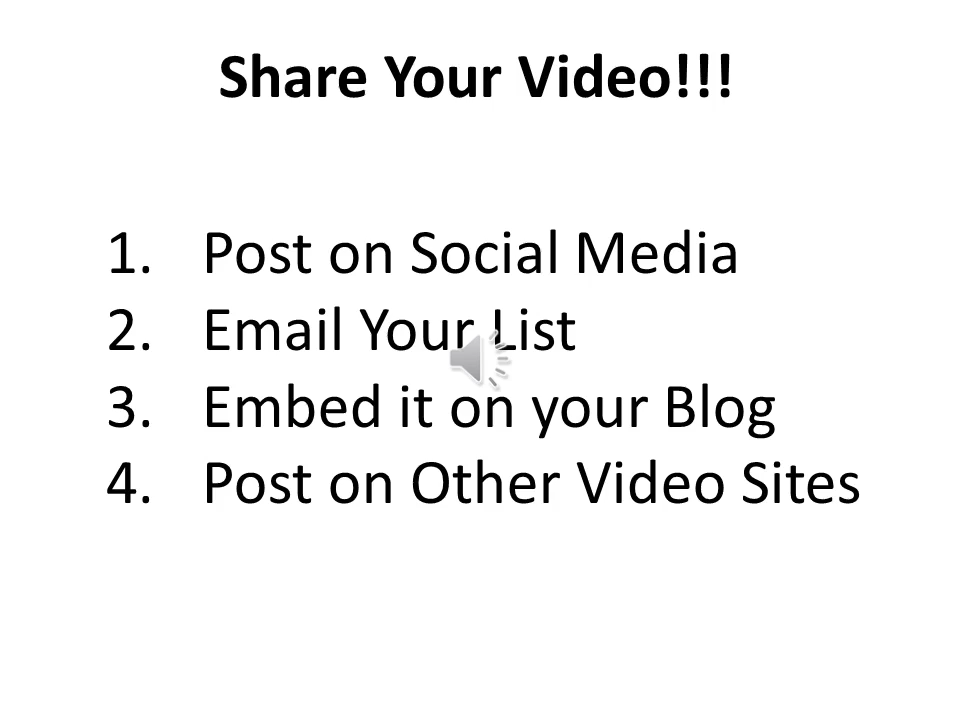 Share Your Video!!!
1. Post on Social Media
2. Email Your List
3. Embed it on your Blog
4. Post on Other Video Sites